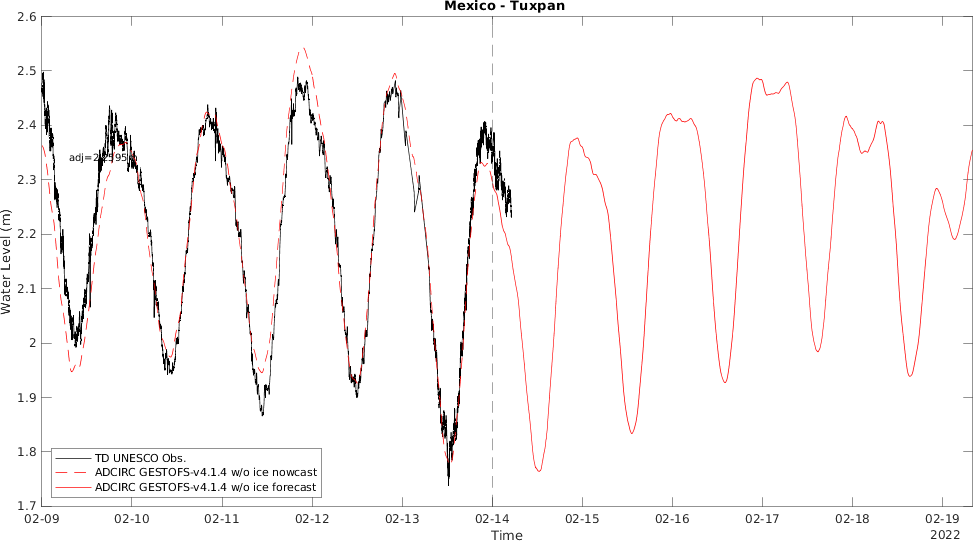 Mexico - Tuxpan
2.6
2.5
2.4
2.3
2.2
2.1
2
1.9
1.8
1.7
Water Level (m)
TD UNESCO Obs.
ADCIRC GESTOFS-v4.1.4 w/o ice nowcast
ADCIRC GESTOFS-v4.1.4 w/o ice forecast
02-09 02-10 02-11 02-12 02-13 02-14 02-15 02-16 02-17 02-18 02-19
Time
2022